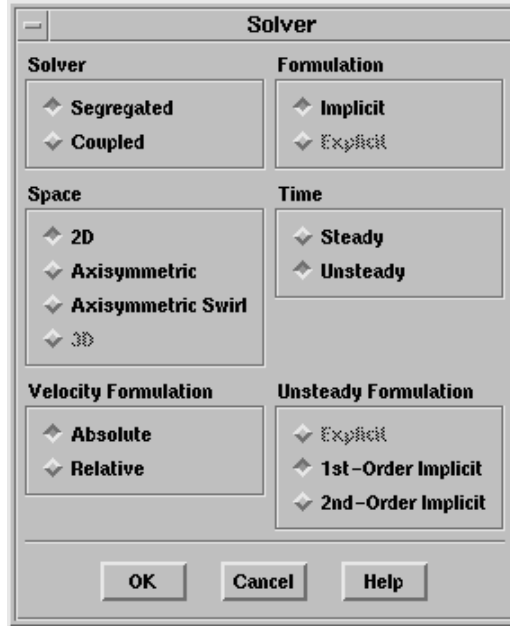 Solver
Solver
Segregated
Coupled
Formulation
Implicit
Explicit
Space
2D
Axisymmetric
Axisymmetric Swirl
3D
Time
Steady
Unsteady
Velocity Formulation
Absolute
Relative
Unsteady Formulation
Explicit
1st-Order Implicit
2nd-Order Implicit
OK
Cancel
Help